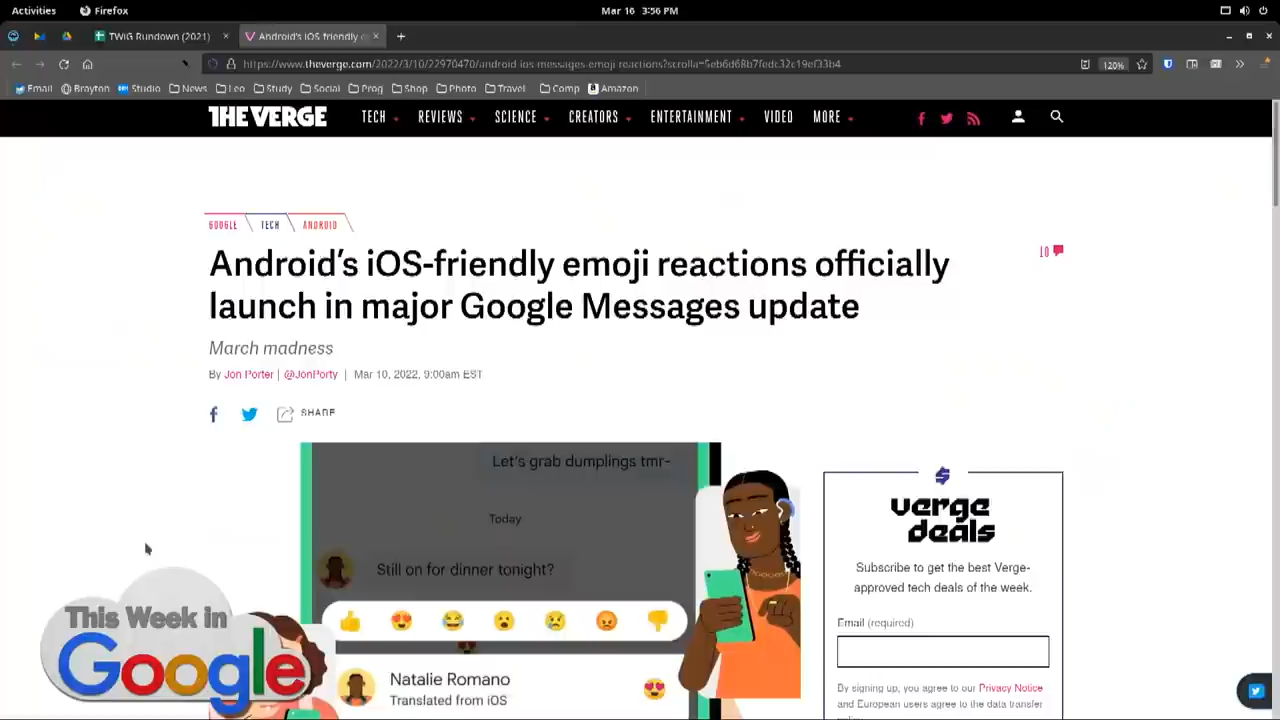 Activities
Firefox
Mar 16 3:56 PM
TWiG Rundown (2021)
Android's iOS-friendly
https://www.theverge.com/2022/3/10/22970470/android-ios-messages-emoji-reactions?scrolla=5eb6d68b7fedc32c19ef33b4
120%
Email Brayton Studio News Leo Study Social Prog Shop Photo Travel Comp Amazon
THE VERGE
TECH REVIEWS SCIENCE CREATORS ENTERTAINMENT VIDEO MORE
GOOGLE TECH ANDROID
Android's iOS-friendly emoji reactions officially
launch in major Google Messages update
10
March madness
By Jon Porter | @JonPorty | Mar 10, 2022, 9:00am EST
SHARE
Let's grab dumplings tmr-
Today
Still on for dinner tonight?
Natalie Romano
Translated from iOS
verge
deals
Subscribe to get the best Verge-
approved tech deals of the week.
Email (required)
By signing up, you agree to our Privacy Notice
and European users agree to the data transfer
This Week in
Google